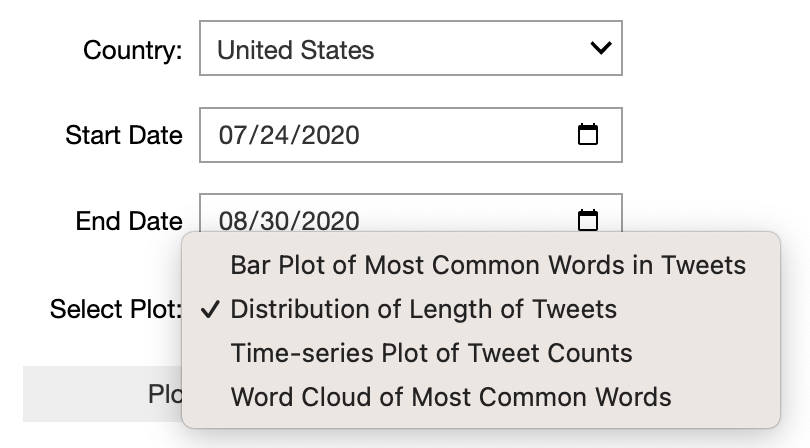 Country: United States
Start Date 07/24/2020
End Date 08/30/2020
Bar Plot of Most Common Words in Tweets
Select Plot: ✓ Distribution of Length of Tweets
Time-series Plot of Tweet Counts
Word Cloud of Most Common Words